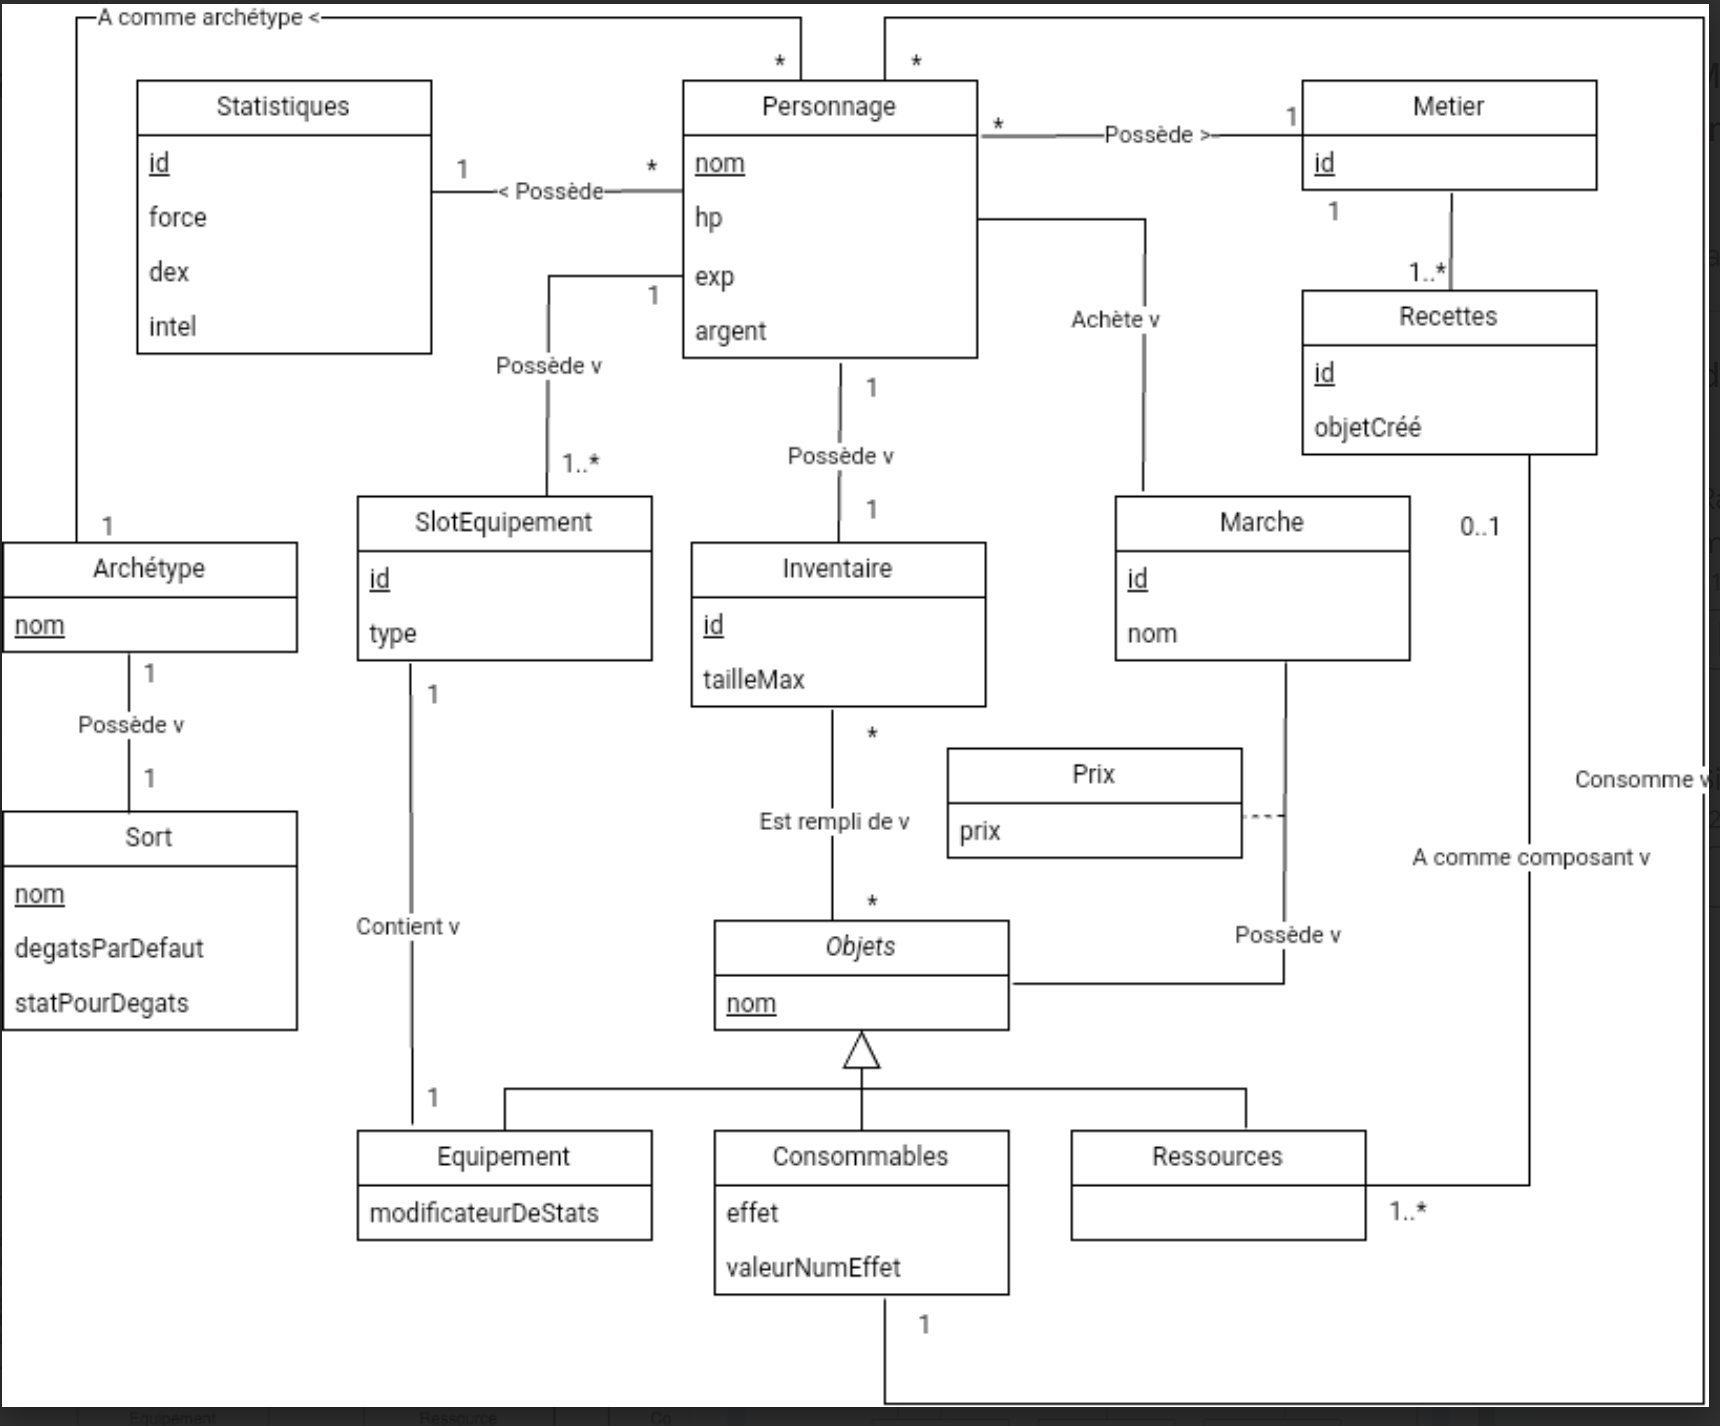 A comme archétype <
*
*
Statistiques
id
force
dex
intel
1
< Possède
*
Personnage
nom
hp
exp
argent
*
Possède >
1
Metier
id
1
1..*
Recettes
id
objetCréé
1
Possède v
1..*
1
Possède v
1
Achète v
1
Archétype
nom
1
Possède v
1
Sort
nom
degatsParDefaut
statPourDegats
SlotEquipement
id
type
1
Contient v
1
Inventaire
id
tailleMax
*
Est rempli de v
*
Marche
id
nom
Prix
prix
Possède v
0..1
A comme composant v
Consomme v
Objets
nom
Equipement
modificateurDeStats
Consommables
effet
valeurNumEffet
1
Ressources
1..*
Equipement
Ressource
Co